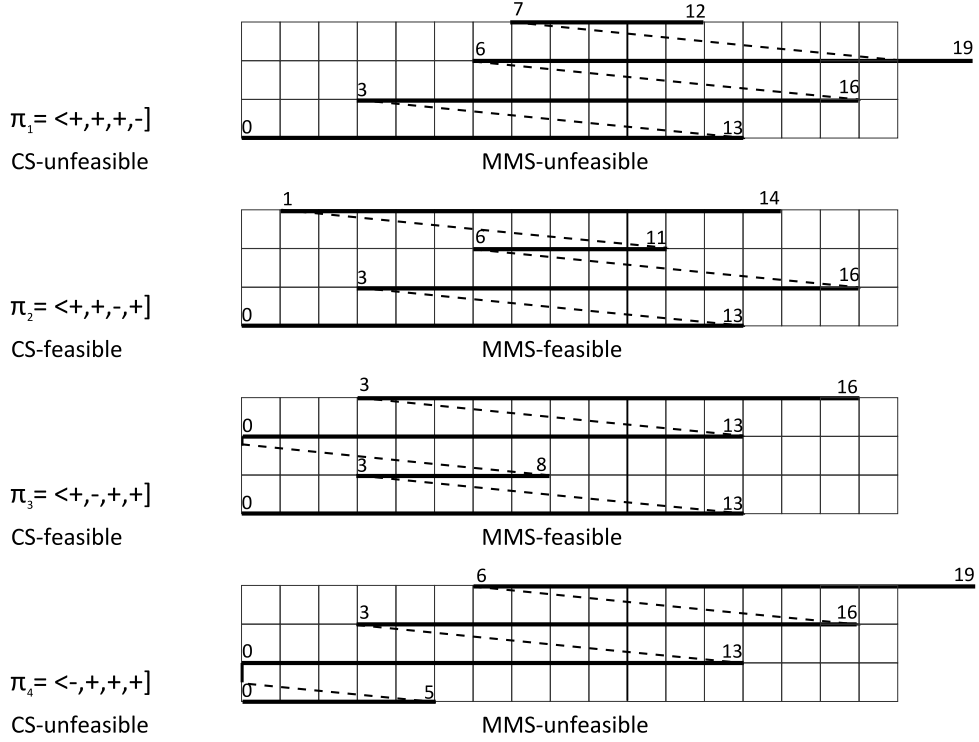 7 12
6 19
3 16
π₁= <+,+,+,-]
0 13
CS-unfeasible MMS-unfeasible
1 14
6 11
3 16
π₂= <+,+,-,+]
0 13
CS-feasible MMS-feasible
3 16
0 13
3 8
π₃= <+,-,+,+]
0 13
CS-feasible MMS-feasible
6 19
3 16
0 13
π₄= <-,+,+,+]
0 5
CS-unfeasible MMS-unfeasible